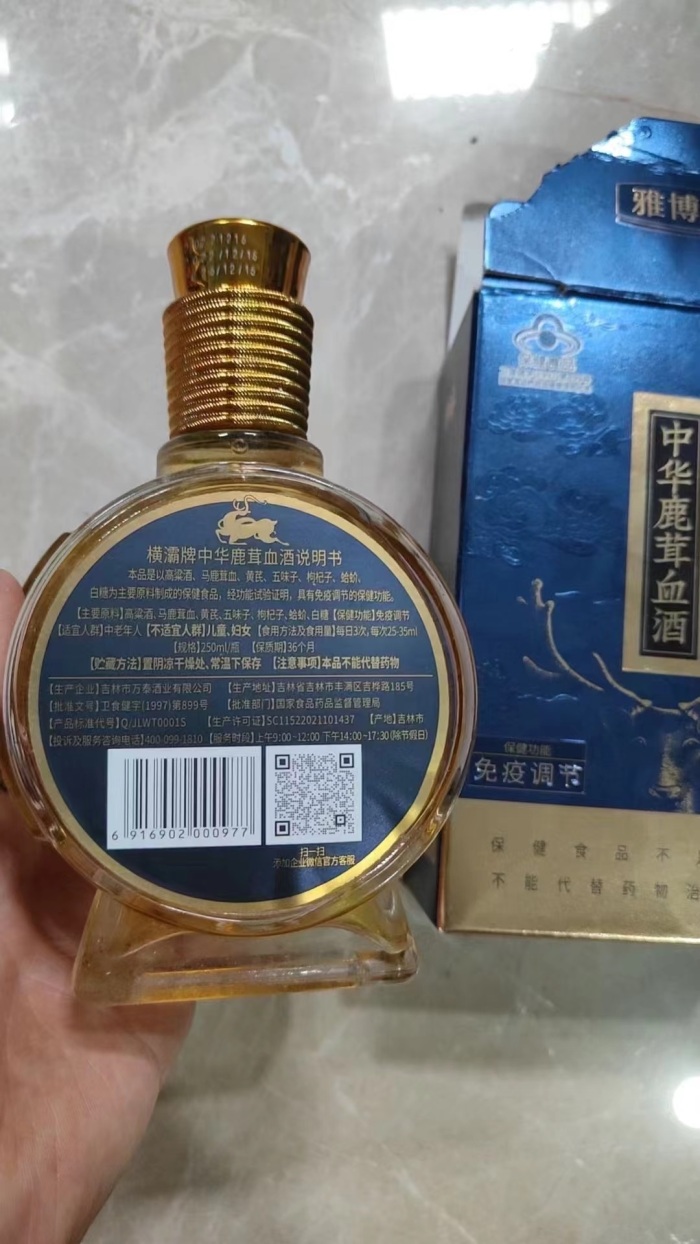 雅博
中华鹿茸血酒
保健功能
免疫调节
保 健 食 品 不
不 能 代 替 药 物 治
横灞牌中华鹿茸血酒说明书
本品是以高粱酒、马鹿茸血、黄芪、五味子、枸杞子、蛤蚧、
白糖为主要原料制成的保健食品，经功能试验证明，具有免疫调节的保健功能。
【主要原料】高粱酒、马鹿茸血、黄芪、五味子、枸杞子、蛤蚧、白糖【保健功能】免疫调节
【适宜人群】中老年人【不适宜人群】儿童、妇女【食用方法及食用量】每日3次，每次25-35ml
【规格】250ml/瓶 【保质期】36个月
【贮藏方法】置阴凉干燥处、常温下保存 【注意事项】本品不能代替药物
【生产企业】吉林市万泰酒业有限公司 【生产地址】吉林省吉林市丰满区吉桦路185号
【批准文号】卫食健字(1997)第899号 【批准部门】国家食品药品监督管理局
【产品标准代号】Q/JLWT0001S 【生产许可证】SC11522021101437 【产地】吉林市
【投诉及服务咨询电话】400-099-1810【服务时段】上午9:00~12:00 下午14:00~17:30(除节假日)
6 916902 000977
扫一扫
添加企业微信官方客服